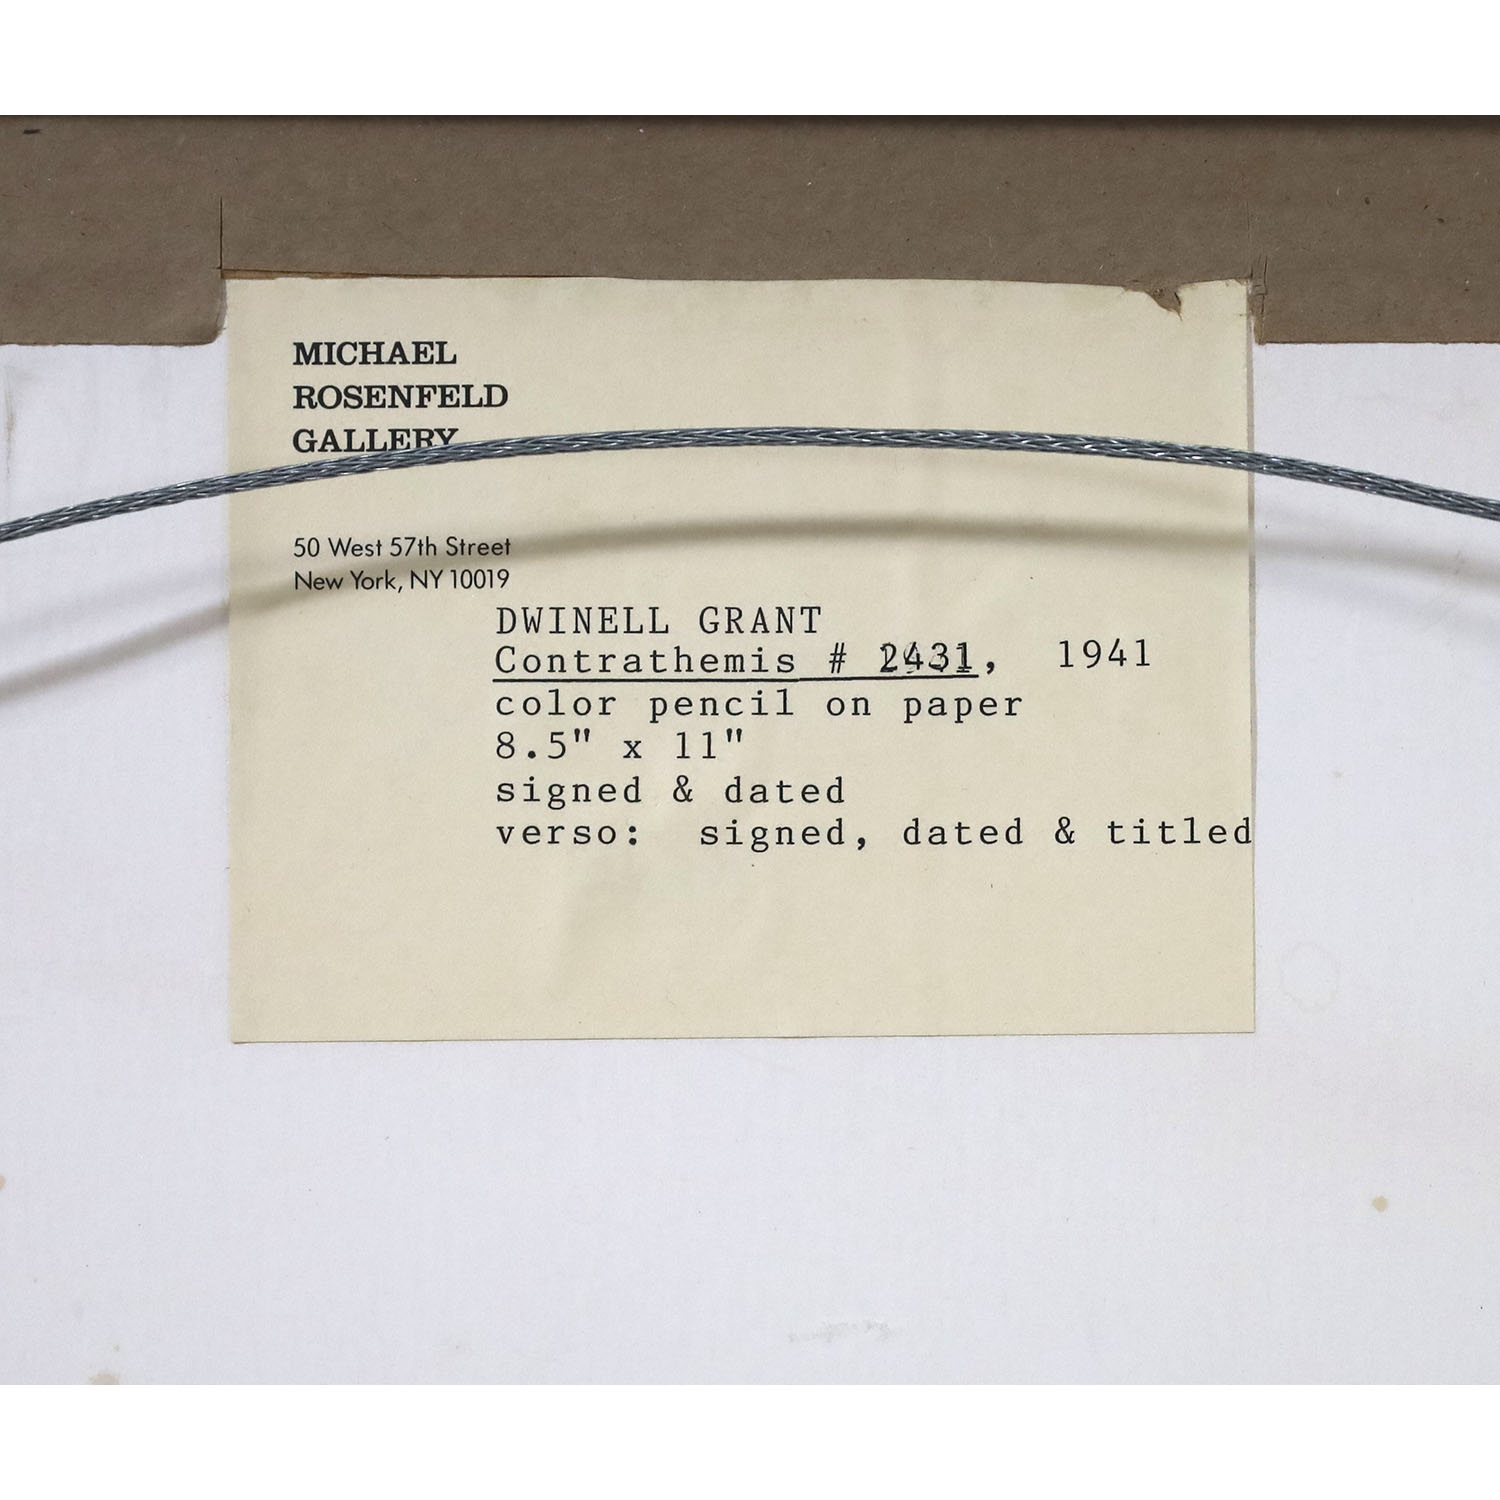 MICHAEL
ROSENFELD
GALLERY
50 West 57th Street
New York, NY 10019
DWINELL GRANT
Contrathemis # 2431, 1941
color pencil on paper
8.5" x 11"
signed & dated
verso: signed, dated & titled